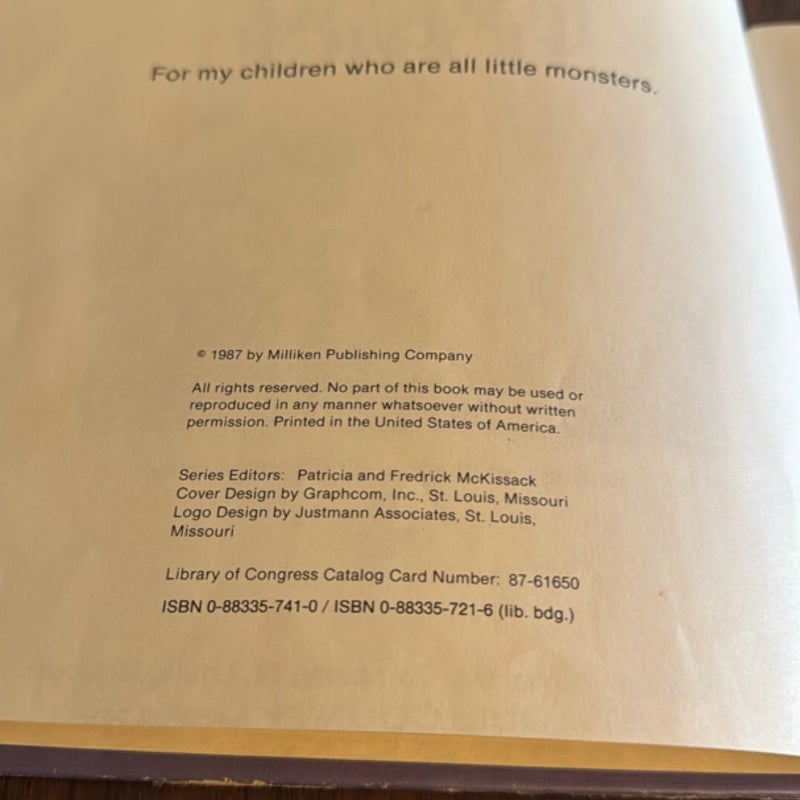 For my children who are all little monsters.
© 1987 by Milliken Publishing Company
All rights reserved. No part of this book may be used or
reproduced in any manner whatsoever without written
permission. Printed in the United States of America.
Series Editors: Patricia and Fredrick McKissack
Cover Design by Graphcom, Inc., St. Louis, Missouri
Logo Design by Justmann Associates, St. Louis,
Missouri
Library of Congress Catalog Card Number: 87-61650
ISBN 0-88335-741-0 / ISBN 0-88335-721-6 (lib. bdg.)